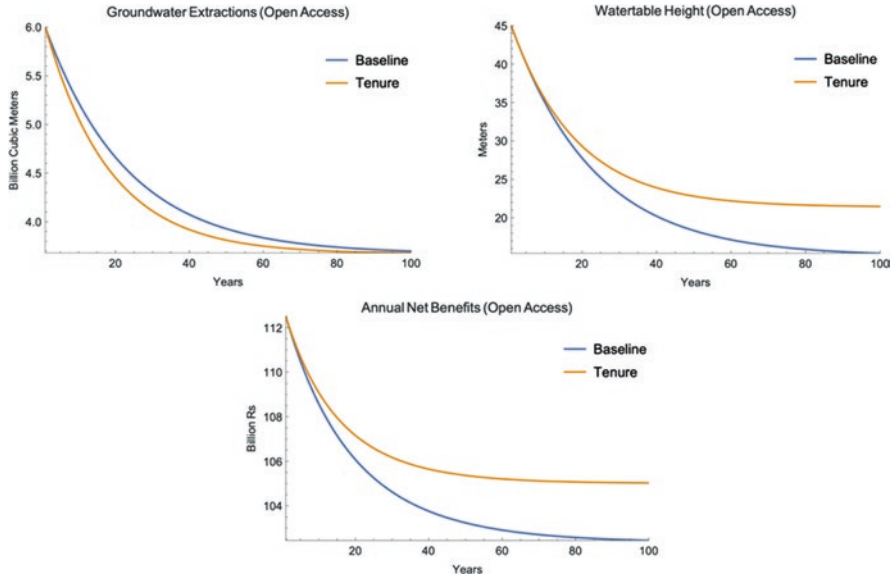 Groundwater Extractions (Open Access)
6.0
5.5
5.0
4.5
4.0
Billion Cubic Meters
20 40 60 80 100
Years
Baseline
Tenure
Watertable Height (Open Access)
45
40
35
30
25
20
Meters
20 40 60 80 100
Years
Baseline
Tenure
Annual Net Benefits (Open Access)
112
110
108
106
104
Billion Rs
20 40 60 80 100
Years
Baseline
Tenure